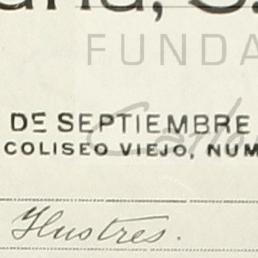 FUNDA
DE SEPTIEMBRE
COLISEO VIEJO, NUM
Ilustres.